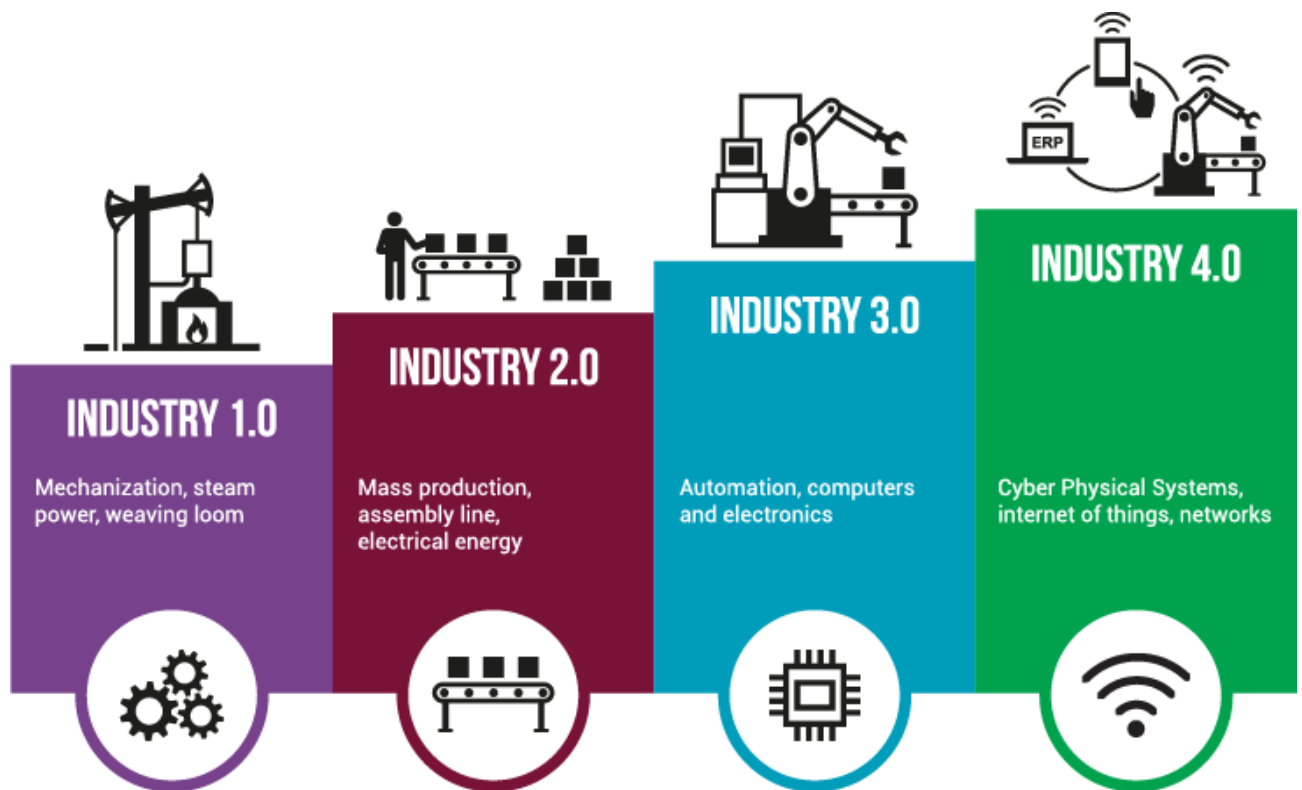 INDUSTRY 1.0
Mechanization, steam
power, weaving loom
INDUSTRY 2.0
Mass production,
assembly line,
electrical energy
INDUSTRY 3.0
Automation, computers
and electronics
ERP
INDUSTRY 4.0
Cyber Physical Systems,
internet of things, networks